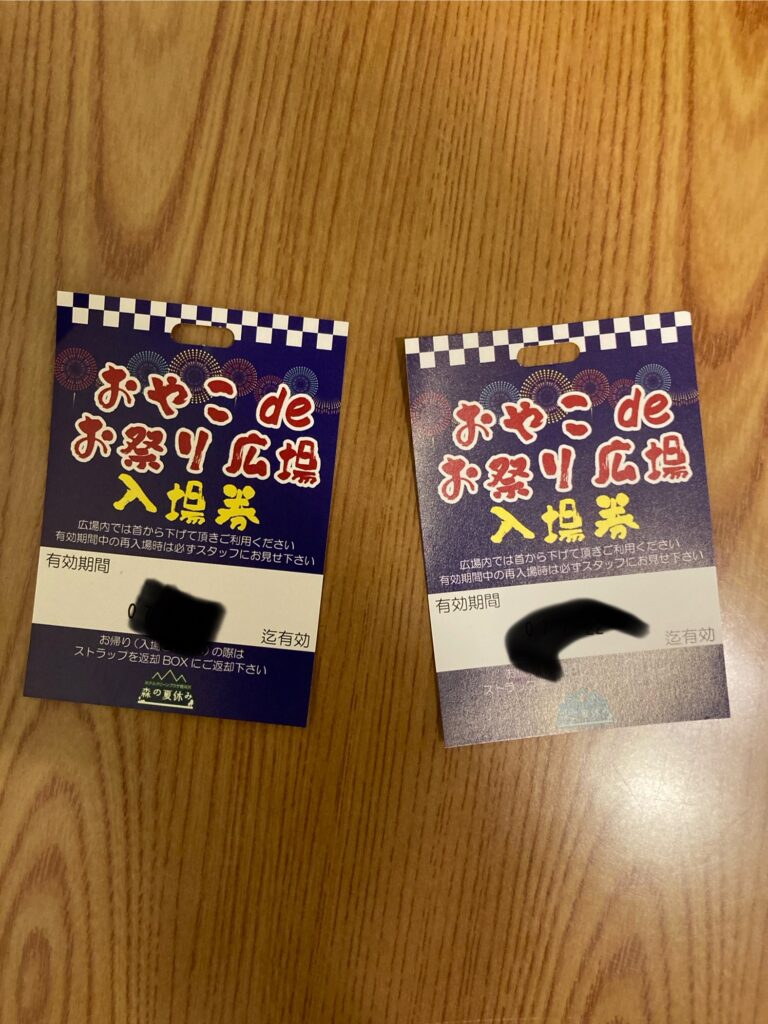 おやこ de
お祭り広場
入場券
広場内では首から下げて頂きご利用ください
有効期間中の再入場時は必ずスタッフにお見せ下さい
有効期間
0
迄有効
お帰り(入場 )の際は
ストラップを返却BOXにご返却下さい
森の夏休み
おやこ de
お祭り広場
入場券
広場内では首から下げて頂きご利用ください
有効期間中の再入場時は必ずスタッフにお見せ下さい
有効期間
0
迄有効
ストラッ